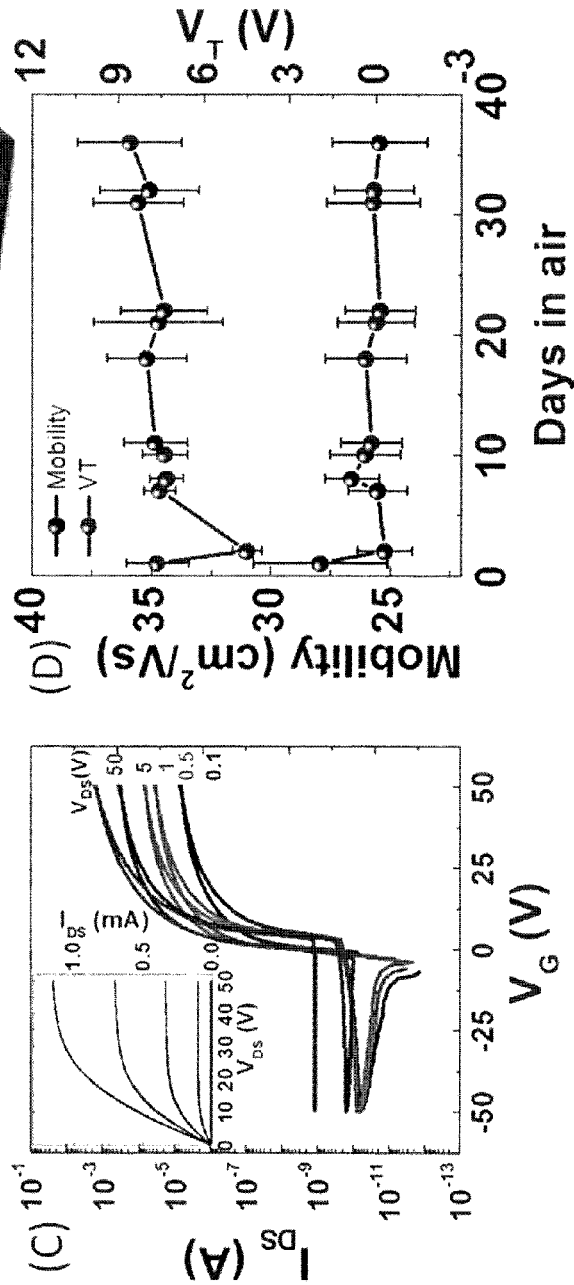 (C)
10⁻¹
10⁻³
10⁻⁵
10⁻⁷
10⁻⁹
10⁻¹¹
10⁻¹³
I_DS (A)
-50 -25 0 25 50
V_G (V)
I_DS (mA)
1.0
0.5
0.0
0 10 20 30 40 50
V_DS (V)
V_DS(V)
50
5
1
0.5
0.1
(D)
Mobility
VT
40
35
30
25
Mobility (cm²/Vs)
0 10 20 30 40
Days in air
12
9
6
3
0
-3
V_T (V)